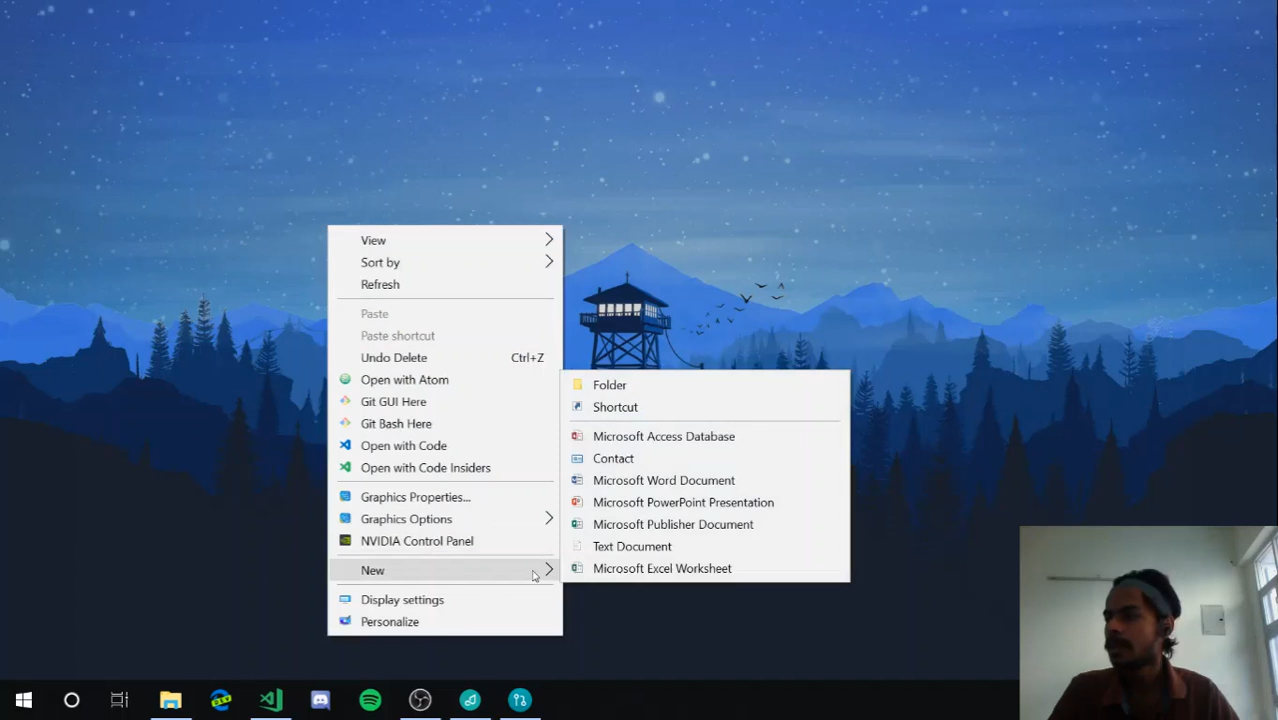 View
Sort by
Refresh
Paste
Paste shortcut
Undo Delete Ctrl+Z
Open with Atom
Git GUI Here
Git Bash Here
Open with Code
Open with Code Insiders
Graphics Properties...
Graphics Options
NVIDIA Control Panel
New
Display settings
Personalize
Folder
Shortcut
Microsoft Access Database
Contact
Microsoft Word Document
Microsoft PowerPoint Presentation
Microsoft Publisher Document
Text Document
Microsoft Excel Worksheet
DEV